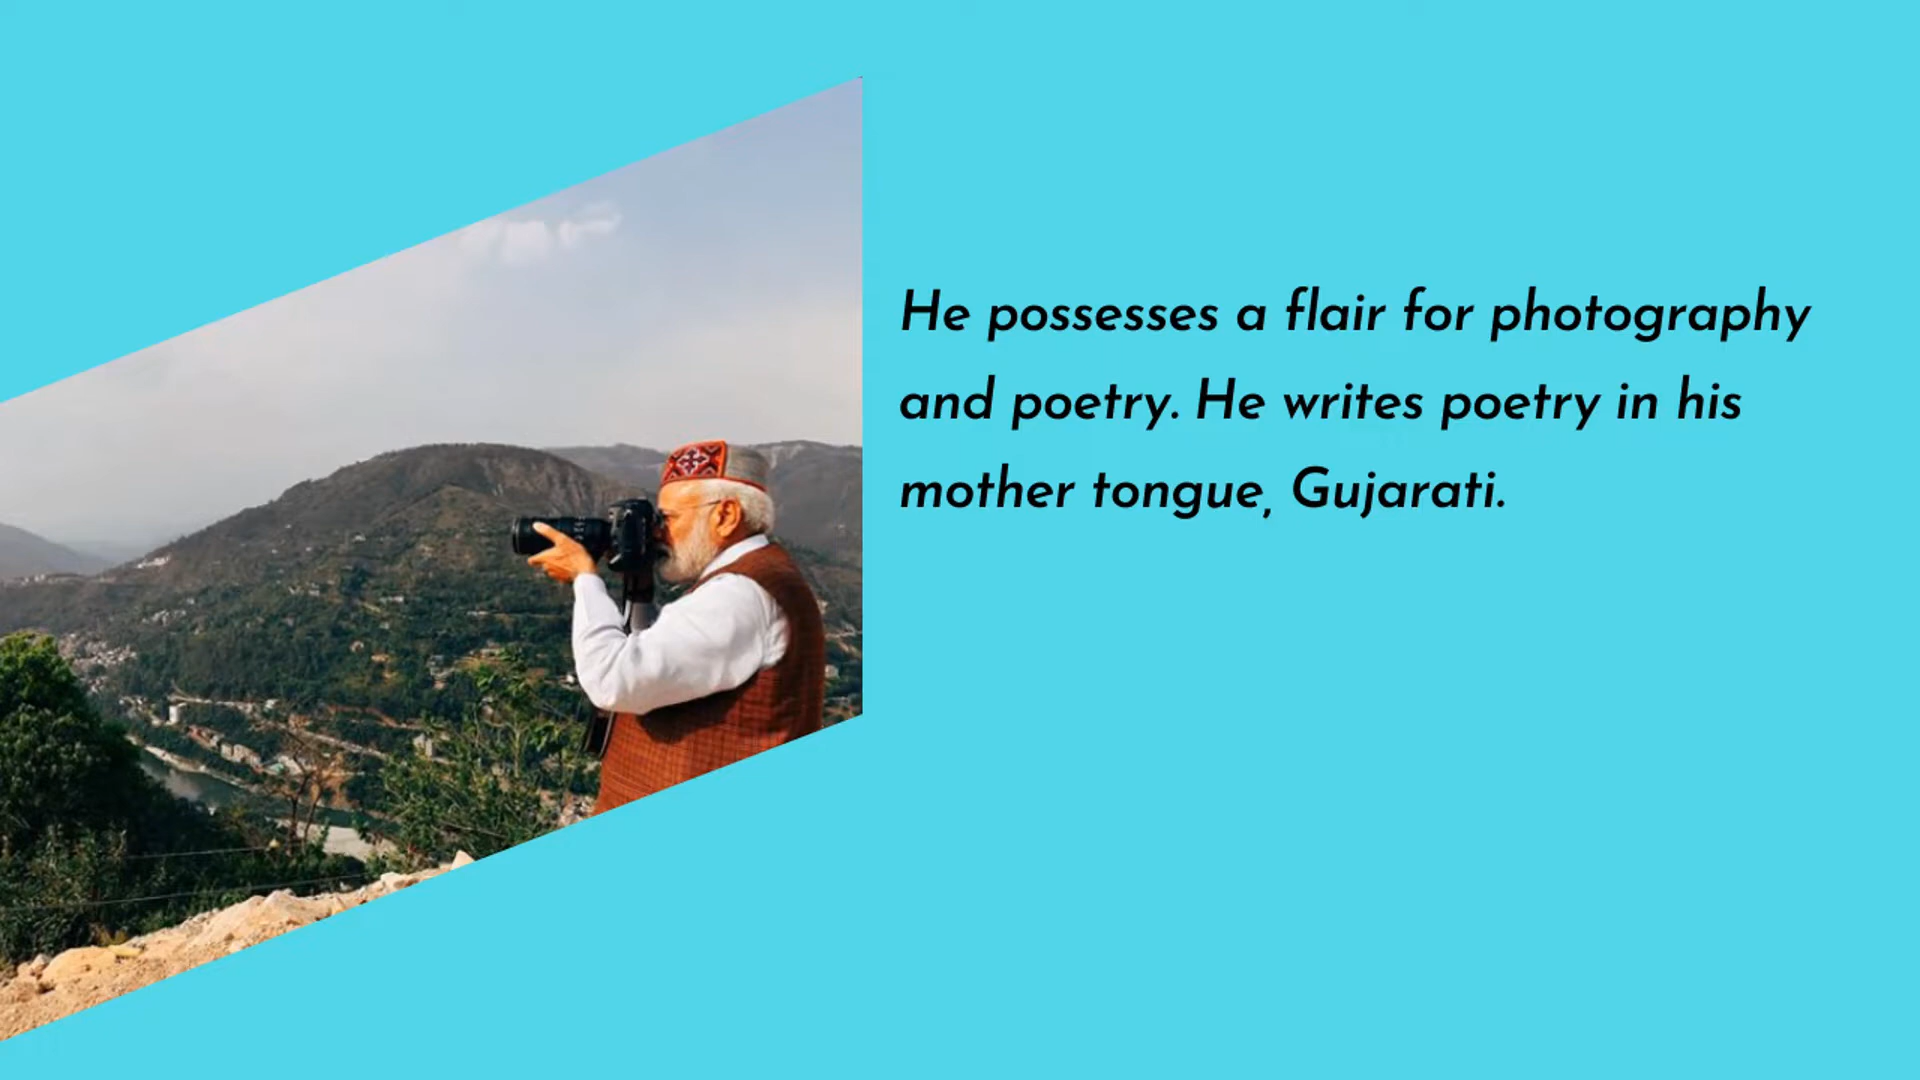 He possesses a flair for photography
and poetry. He writes poetry in his
mother tongue, Gujarati.